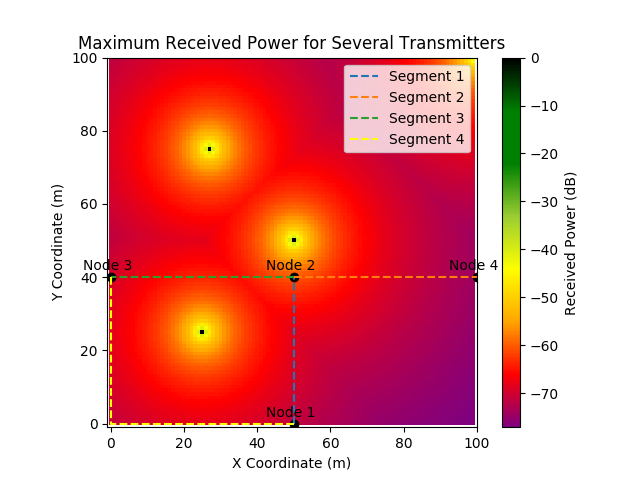 Maximum Received Power for Several Transmitters
Segment 1
Segment 2
Segment 3
Segment 4
Node 3
Node 2
Node 4
Node 1
100
80
60
40
20
0
Y Coordinate (m)
0 20 40 60 80 100
X Coordinate (m)
0
−10
−20
−30
−40
−50
−60
−70
Received Power (dB)